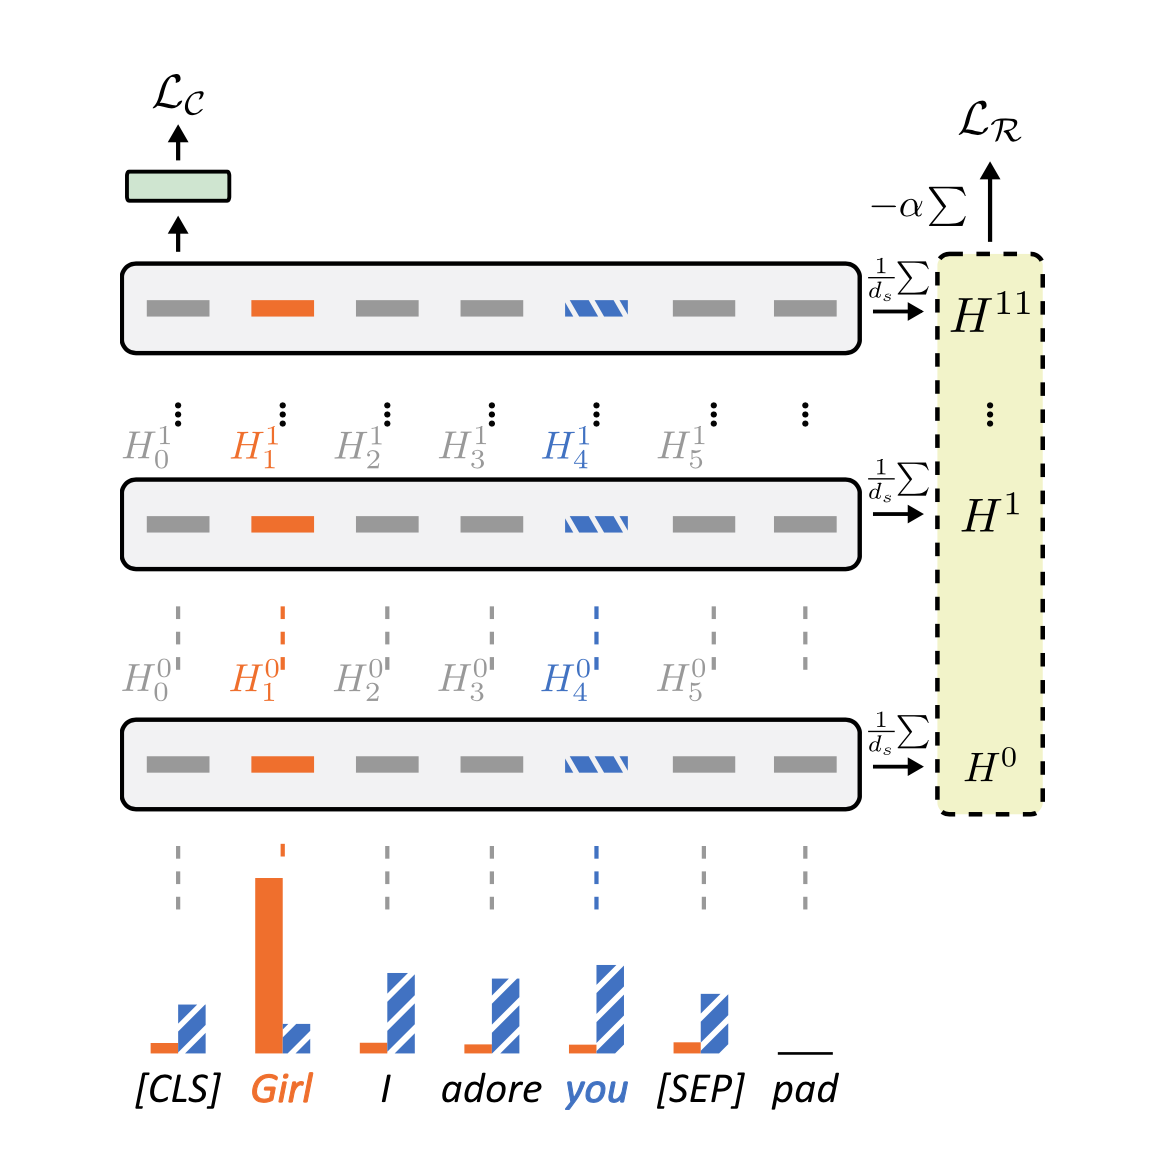 $\mathcal{L}_{\mathcal{C}}$
$\mathcal{L}_{\mathcal{R}}$
$-\alpha \sum$
$\frac{1}{d_s} \sum$
$H^{11}$
$H_0^1$ $H_1^1$ $H_2^1$ $H_3^1$ $H_4^1$ $H_5^1$
$\frac{1}{d_s} \sum$
$H^1$
$H_0^0$ $H_1^0$ $H_2^0$ $H_3^0$ $H_4^0$ $H_5^0$
$\frac{1}{d_s} \sum$
$H^0$
[CLS] Girl I adore you [SEP] pad